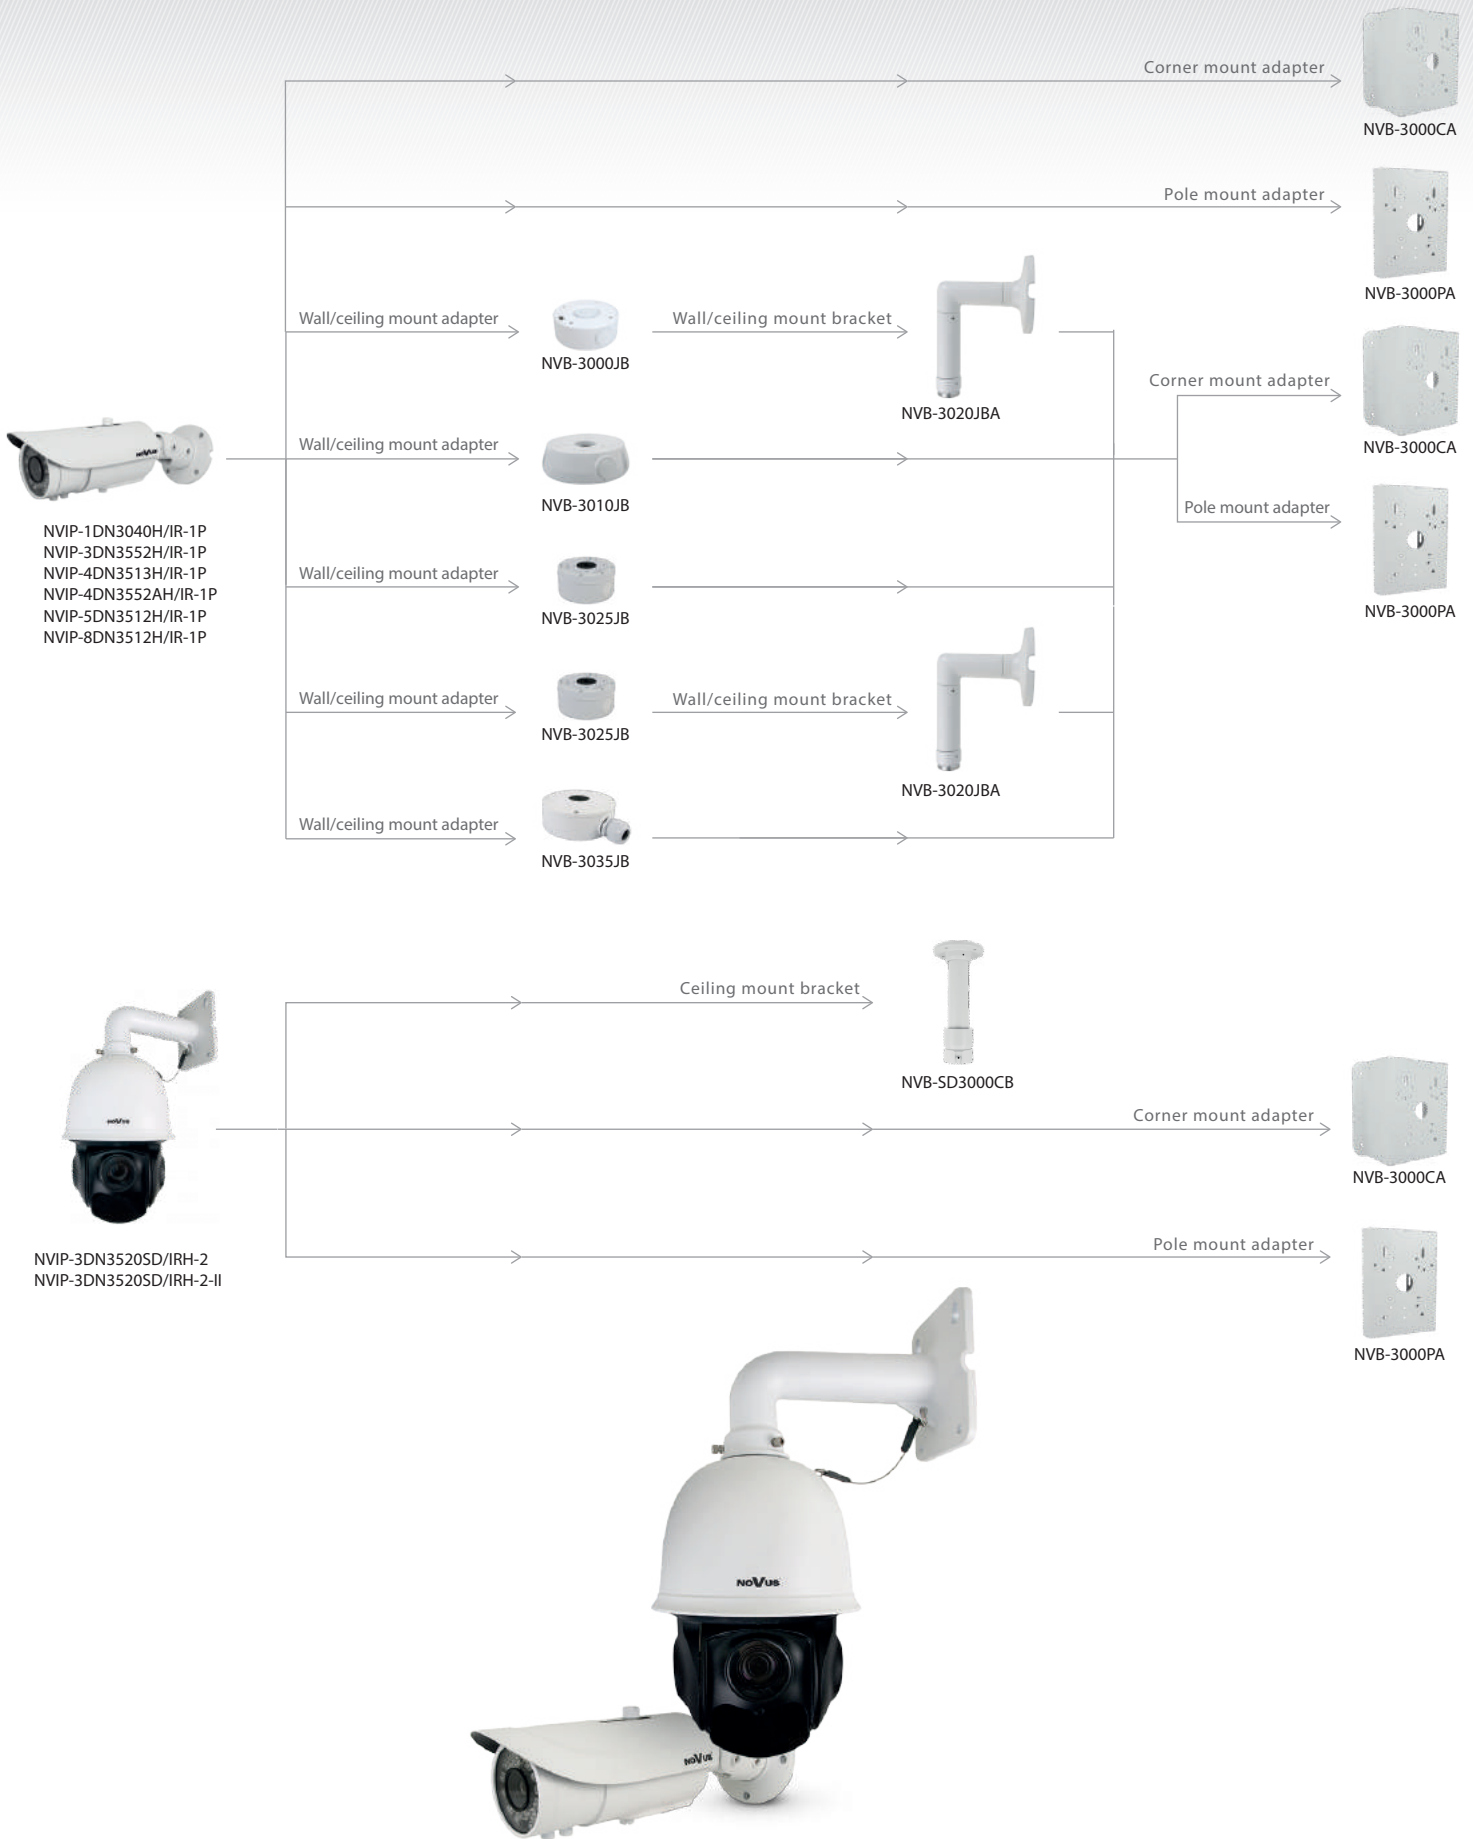 Corner mount adapter
NVB-3000CA
Pole mount adapter
NVB-3000PA
Wall/ceiling mount adapter
NVB-3000JB
Wall/ceiling mount bracket
NVB-3020JBA
Corner mount adapter
NVB-3000CA
Wall/ceiling mount adapter
NVB-3010JB
Pole mount adapter
NVB-3000PA
NOVUS
NVIP-1DN3040H/IR-1P
NVIP-3DN3552H/IR-1P
NVIP-4DN3513H/IR-1P
NVIP-4DN3552AH/IR-1P
NVIP-5DN3512H/IR-1P
NVIP-8DN3512H/IR-1P
Wall/ceiling mount adapter
NVB-3025JB
Wall/ceiling mount adapter
NVB-3025JB
Wall/ceiling mount bracket
NVB-3020JBA
Wall/ceiling mount adapter
NVB-3035JB
Ceiling mount bracket
NVB-SD3000CB
Corner mount adapter
NVB-3000CA
NOVUS
NVIP-3DN3520SD/IRH-2
NVIP-3DN3520SD/IRH-2-II
Pole mount adapter
NVB-3000PA
NOVUS
NOVUS